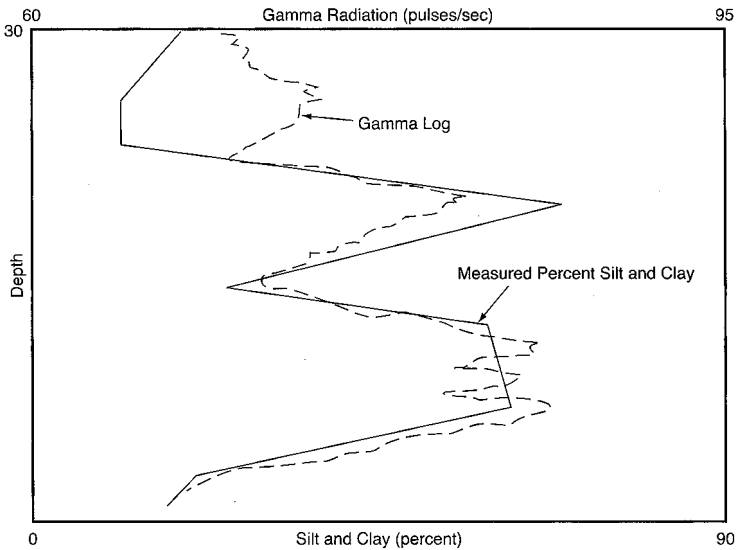 60 Gamma Radiation (pulses/sec) 95
30
Gamma Log
Depth
Measured Percent Silt and Clay
0 Silt and Clay (percent) 90